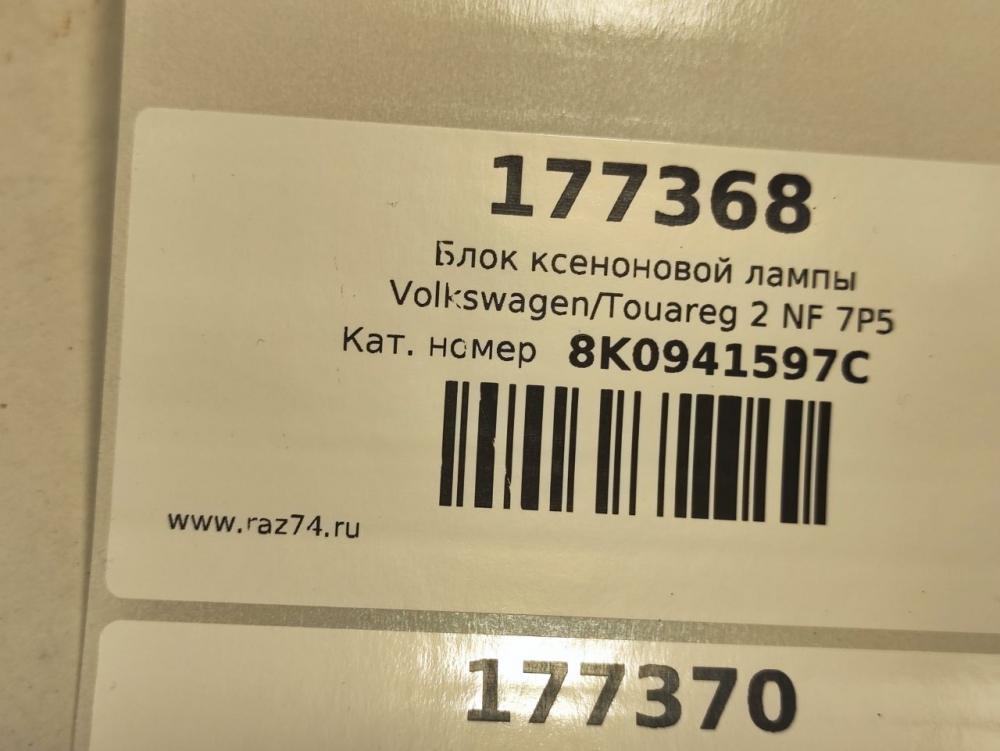 177368
Блок ксеноновой лампы
Volkswagen/Touareg 2 NF 7P5
Кат. номер 8K0941597C
www.raz74.ru
177370